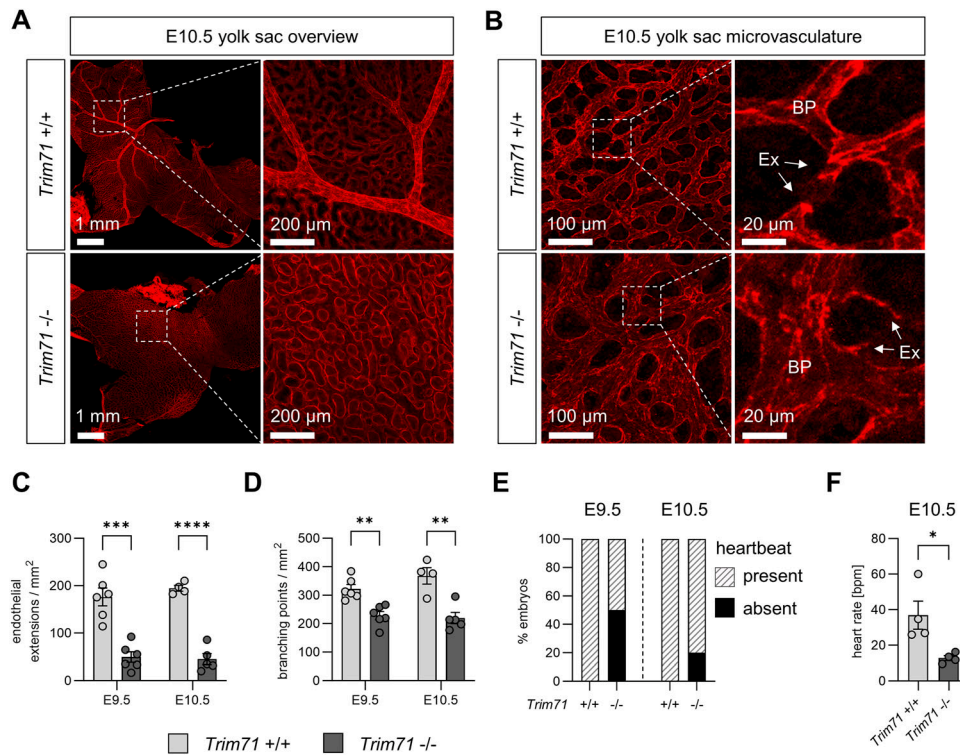 A
E10.5 yolk sac overview
Trim71 +/+
1 mm
200 µm
Trim71 -/-
1 mm
200 µm
B
E10.5 yolk sac microvasculature
Trim71 +/+
100 µm
BP
Ex
20 µm
Trim71 -/-
100 µm
Ex
BP
20 µm
C
endothelial
extensions / mm²
300
200
100
0
***
****
E9.5
E10.5
D
branching points / mm²
500
400
300
200
100
0
**
**
E9.5
E10.5
Trim71 +/+
Trim71 -/-
E
E9.5
E10.5
% embryos
100
80
60
40
20
0
Trim71
+/+
-/-
+/+
-/-
heartbeat
present
absent
F
E10.5
heart rate [bpm]
80
60
40
20
0
*
Trim71 +/+
Trim71 -/-